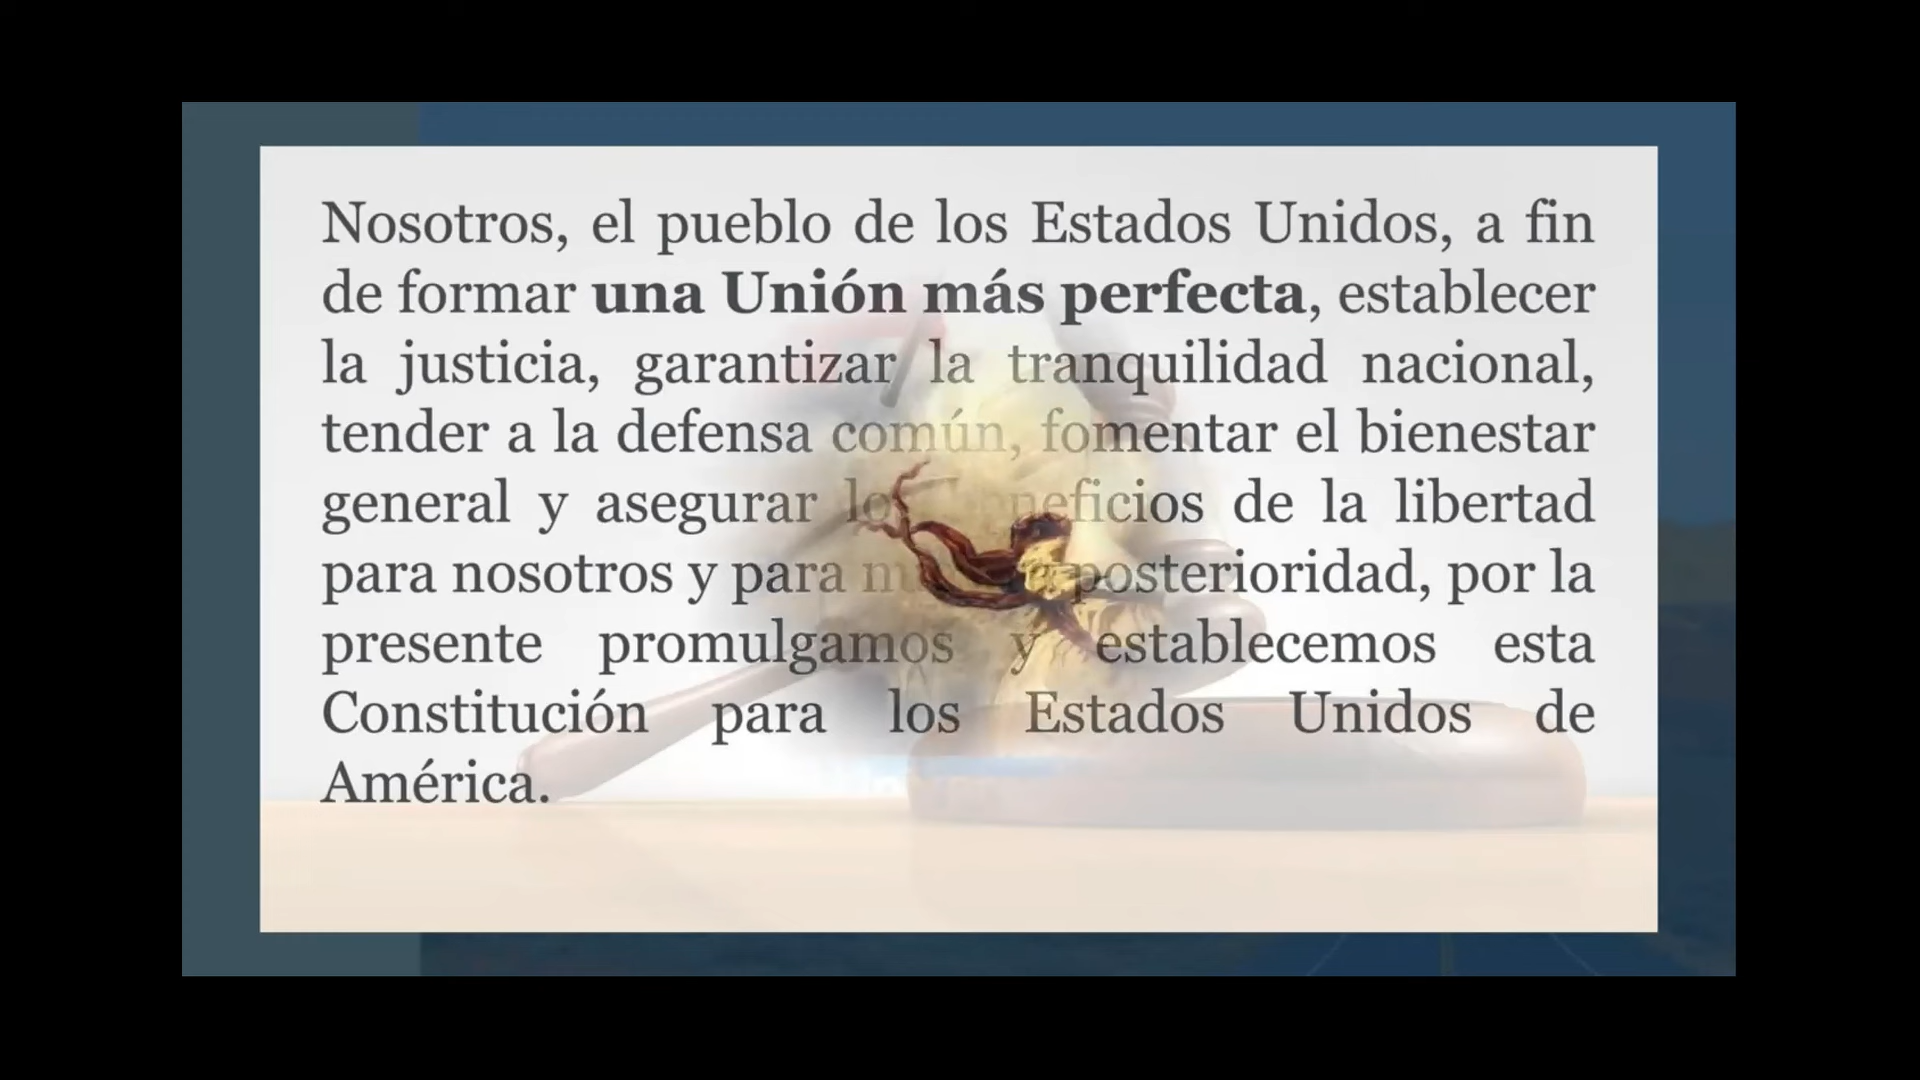 Nosotros, el pueblo de los Estados Unidos, a fin
de formar una Unión más perfecta, establecer
la justicia, garantizar la tranquilidad nacional,
tender a la defensa común, fomentar el bienestar
general y asegurar los beneficios de la libertad
para nosotros y para posterioridad, por la
presente promulgamos y establecemos esta
Constitución para los Estados Unidos de
América.